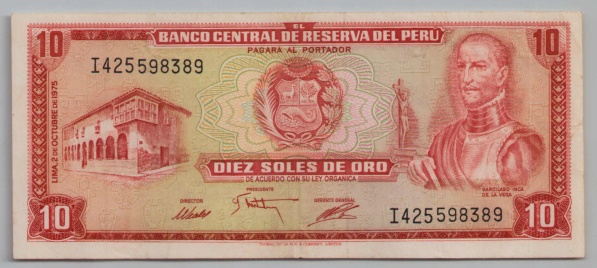 10
EL
BANCO CENTRAL DE RESERVA DEL PERÚ
10
PAGARA AL PORTADOR
I425598389
LIMA, 2 DE OCTUBRE DE 1975
DIEZ SOLES DE ORO
DE ACUERDO CON SU LEY ORGANICA
GARCILASO INCA
DE LA VEGA
DIRECTOR
PRESIDENTE
GERENTE GENERAL
I425598389
10
10